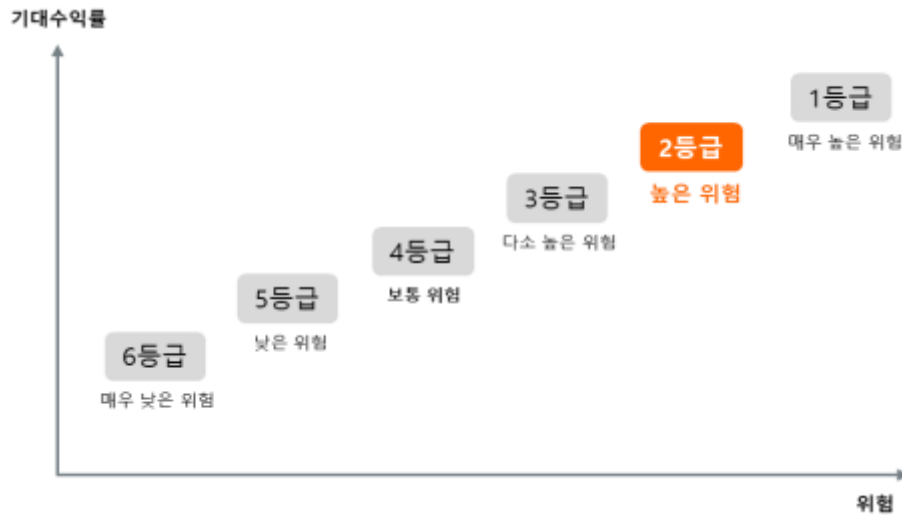 기대수익률
1등급
매우 높은 위험
2등급
높은 위험
3등급
다소 높은 위험
4등급
보통 위험
5등급
낮은 위험
6등급
매우 낮은 위험
위험